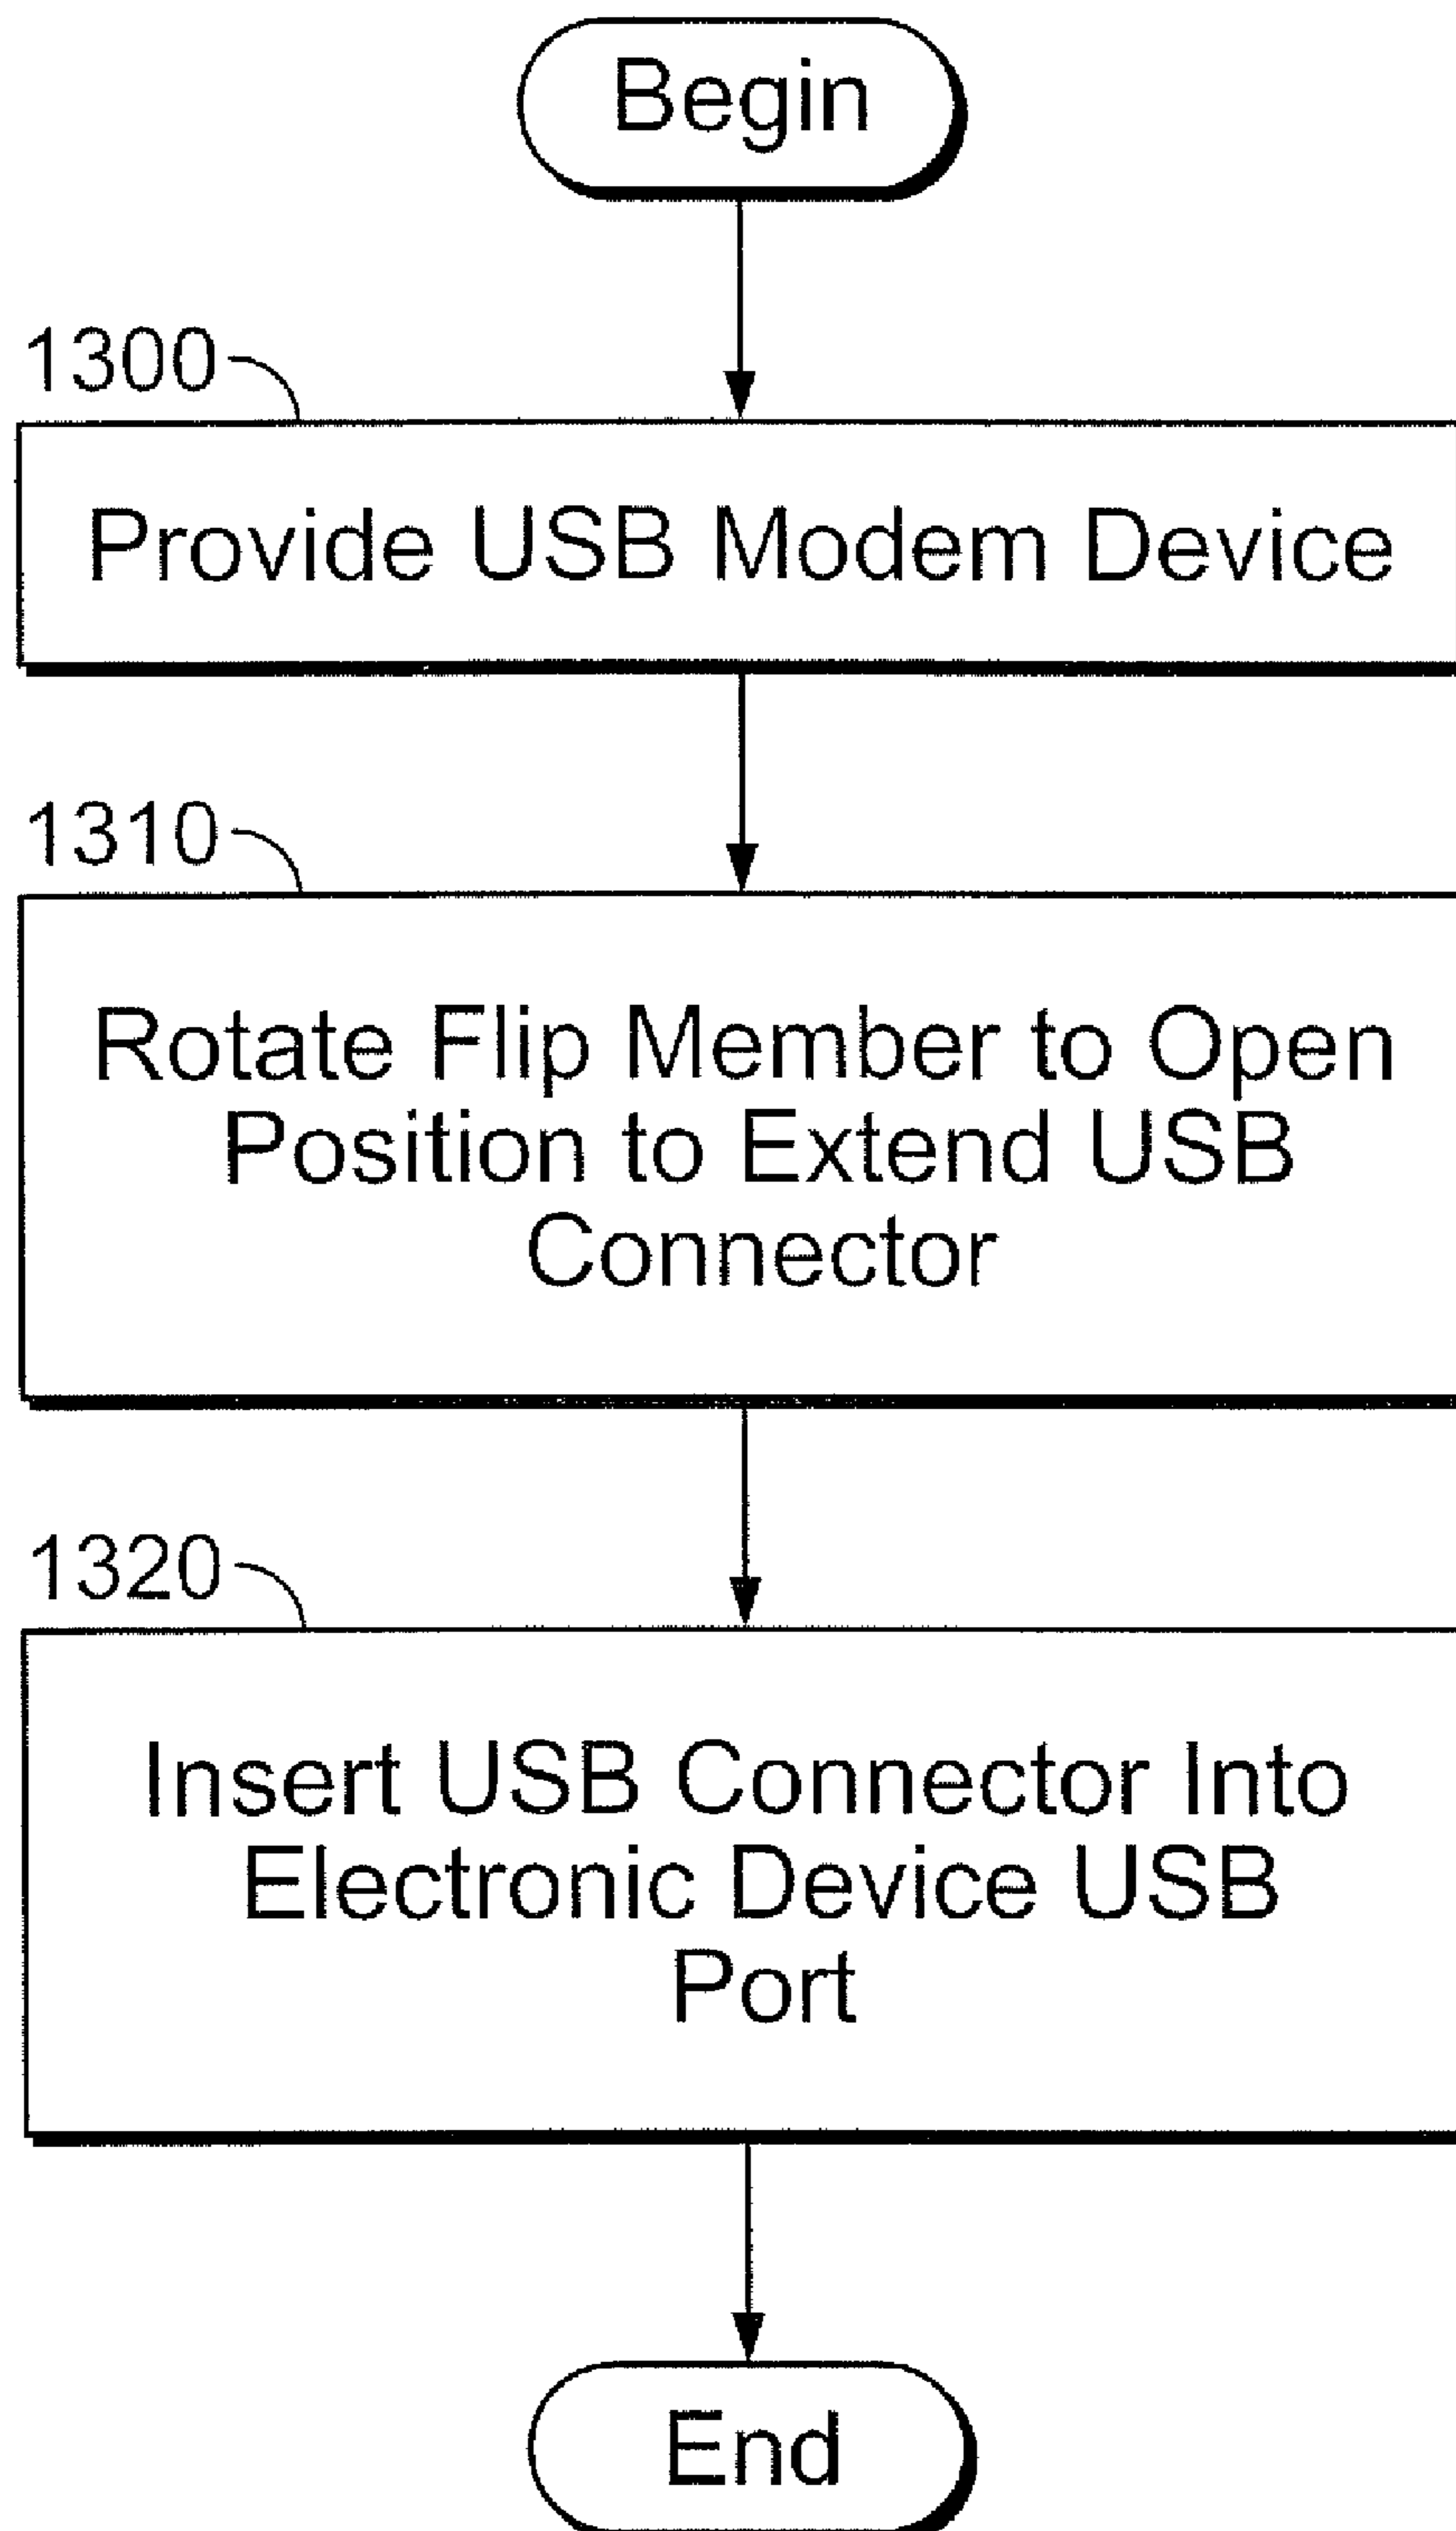 Begin
1300
Provide USB Modem Device
1310
Rotate Flip Member to Open
Position to Extend USB
Connector
1320
Insert USB Connector Into
Electronic Device USB
Port
End